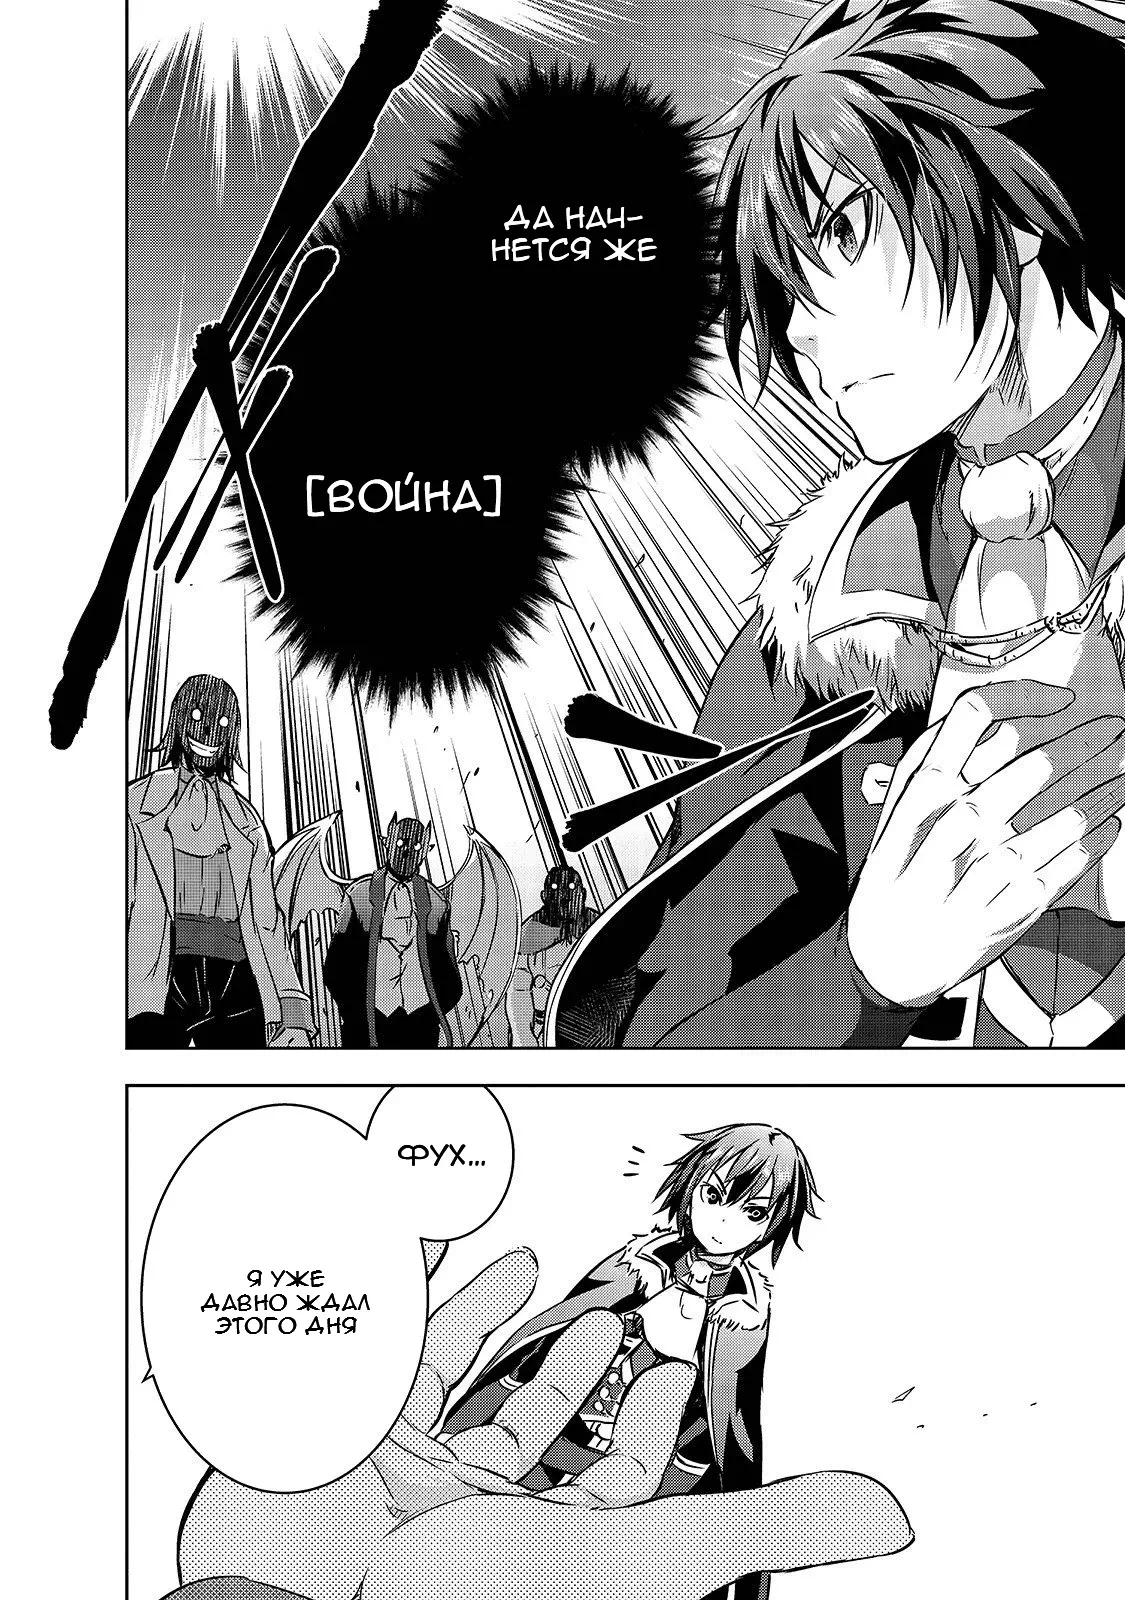 ДА НАЧ-
НЕТСЯ ЖЕ
[ВОЙНА]
ФУХ...
Я УЖЕ
ДАВНО ЖДАЛ
ЭТОГО ДНЯ